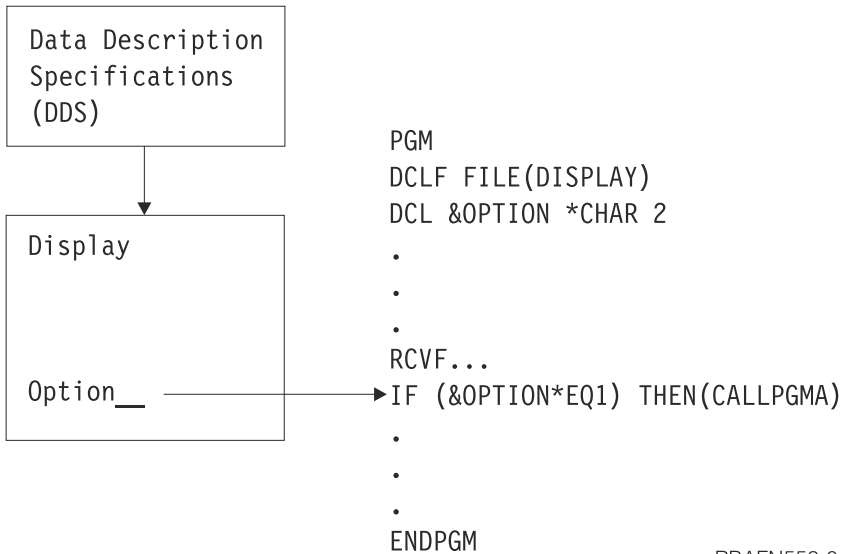 Data Description
Specifications
(DDS)
Display
Option__
PGM
DCLF FILE(DISPLAY)
DCL &OPTION *CHAR 2
.
.
.
RCVF...
IF (&OPTION*EQ1) THEN(CALLPGMA)
.
.
.
ENDPGM